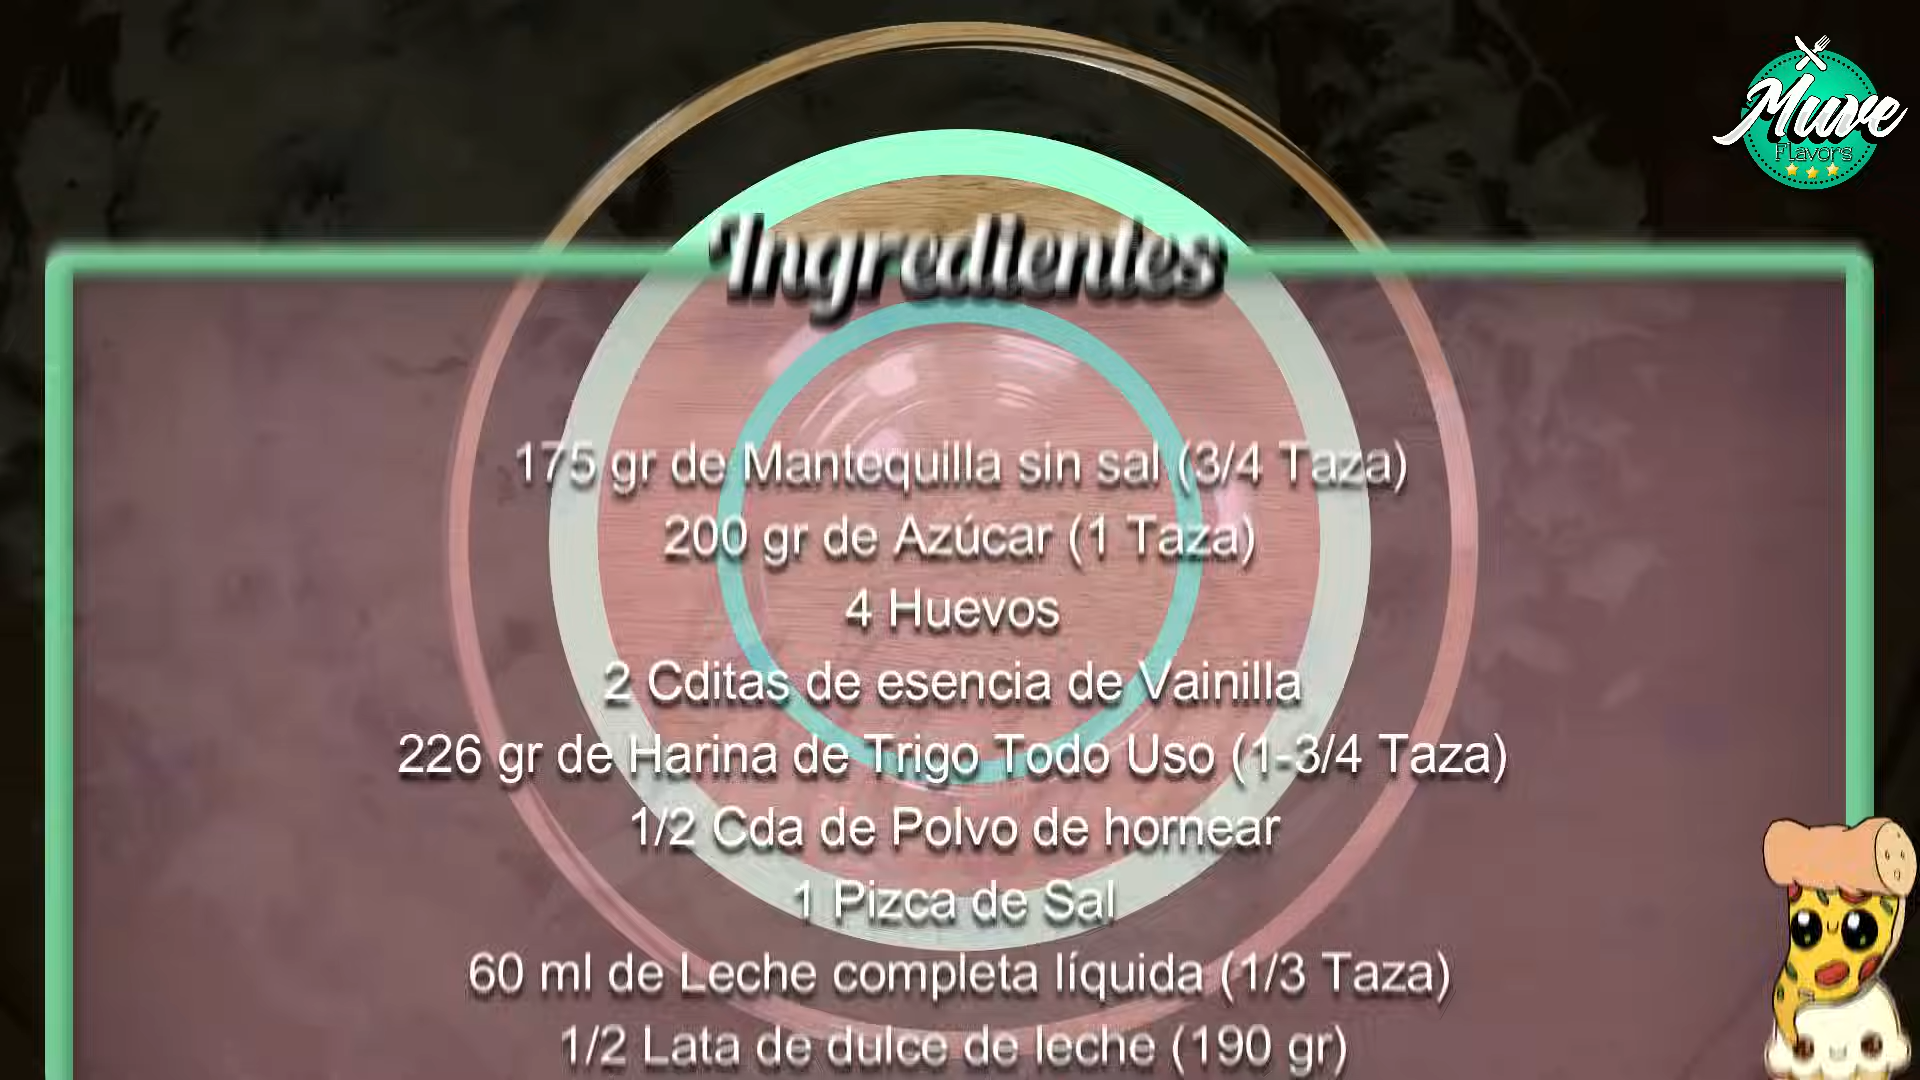 Muve
Flavors
Ingredientes
175 gr de Mantequilla sin sal (3/4 Taza)
200 gr de Azúcar (1 Taza)
4 Huevos
2 Cditas de esencia de Vainilla
226 gr de Harina de Trigo Todo Uso (1-3/4 Taza)
1/2 Cda de Polvo de hornear
1 Pizca de Sal
60 ml de Leche completa líquida (1/3 Taza)
1/2 Lata de dulce de leche (190 gr)